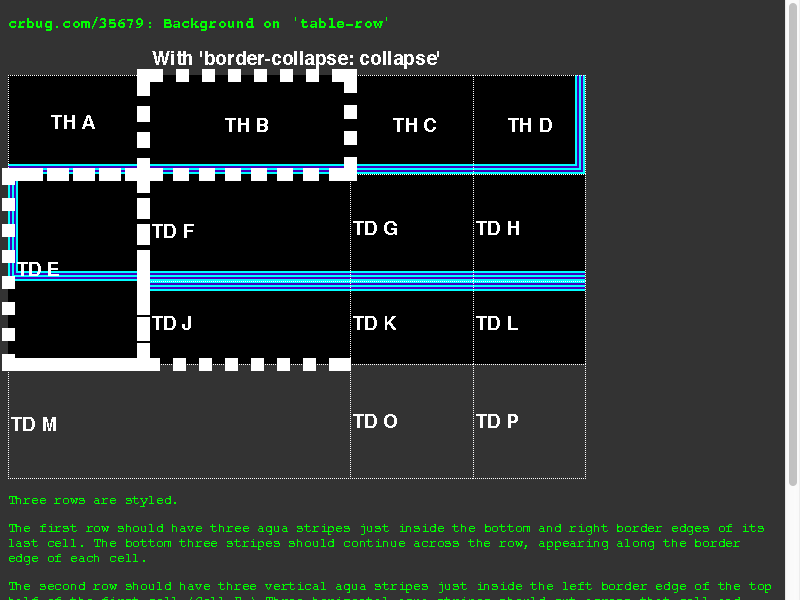 crbug.com/35679: Background on 'table-row'
With 'border-collapse: collapse'
TH A TH B TH C TH D
TD E TD F TD G TD H
TD J TD K TD L
TD M TD O TD P
Three rows are styled.
The first row should have three aqua stripes just inside the bottom and right border edges of its
last cell. The bottom three stripes should continue across the row, appearing along the border
edge of each cell.
The second row should have three vertical aqua stripes just inside the left border edge of the top